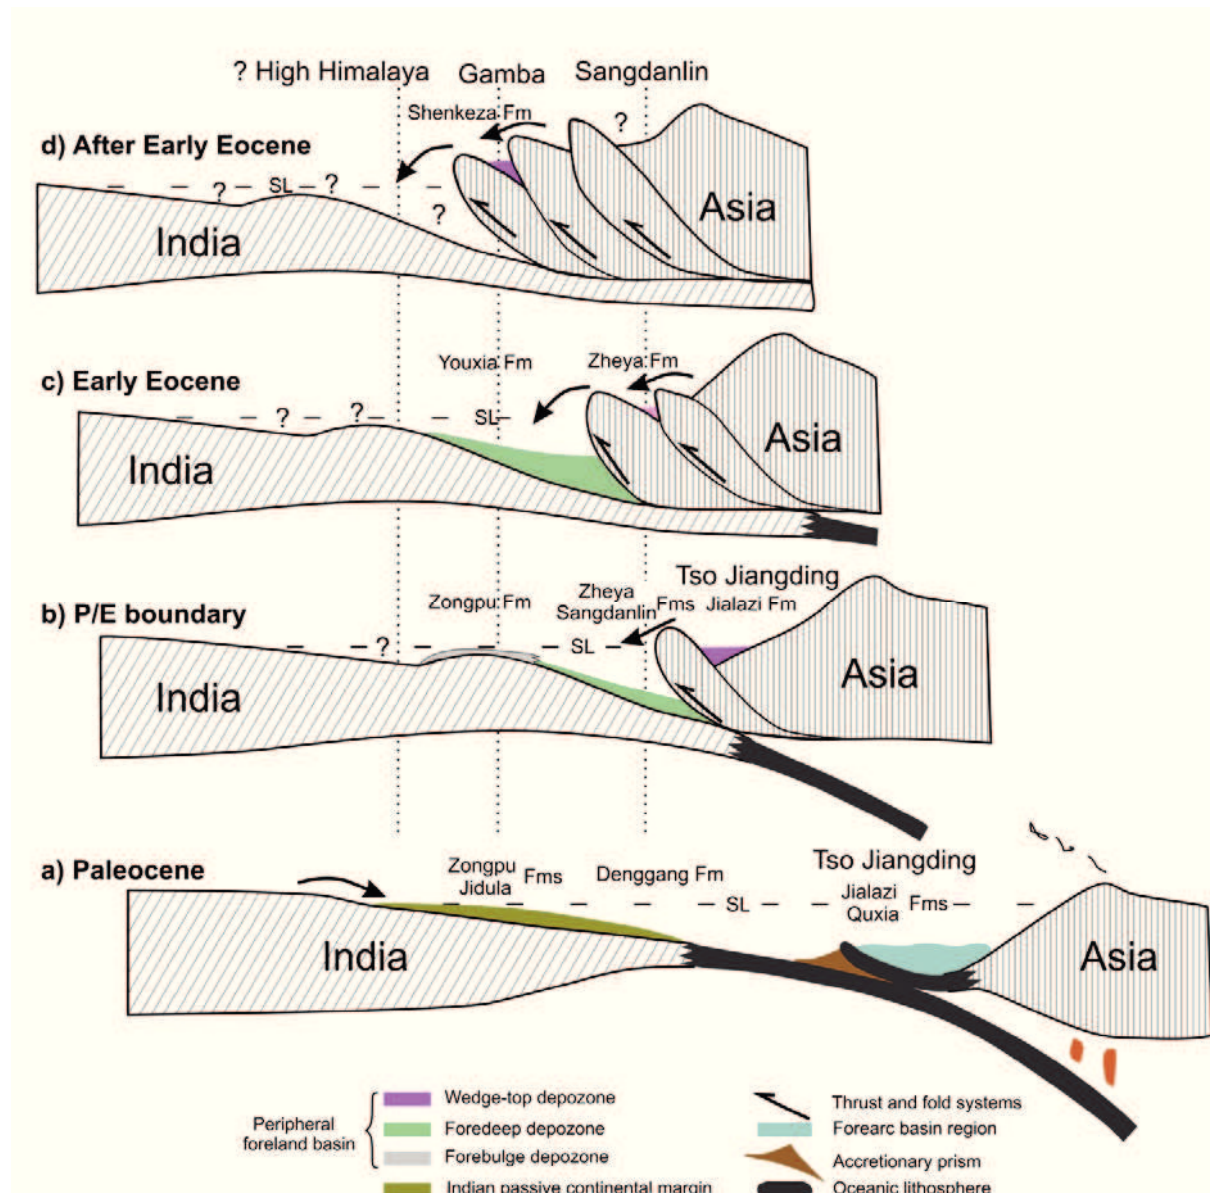 ? High Himalaya Gamba Sangdanlin
Shenkeza Fm
?
d) After Early Eocene
? SL ?
?
India
Asia
Youxia Fm Zheya Fm
c) Early Eocene
? ? SL
India
Asia
Tso Jiangding
Zongpu Fm Zheya Sangdanlin Fms Jialazi Fm
b) P/E boundary
? SL
India
Asia
Tso Jiangding
a) Paleocene
Zongpu Jidula Fms Denggang Fm Jialazi Quxia Fms
SL
India
Asia
Peripheral foreland basin
Wedge-top depozone
Foredeep depozone
Forebulge depozone
Indian passive continental margin
Thrust and fold systems
Forearc basin region
Accretionary prism
Oceanic lithosphere